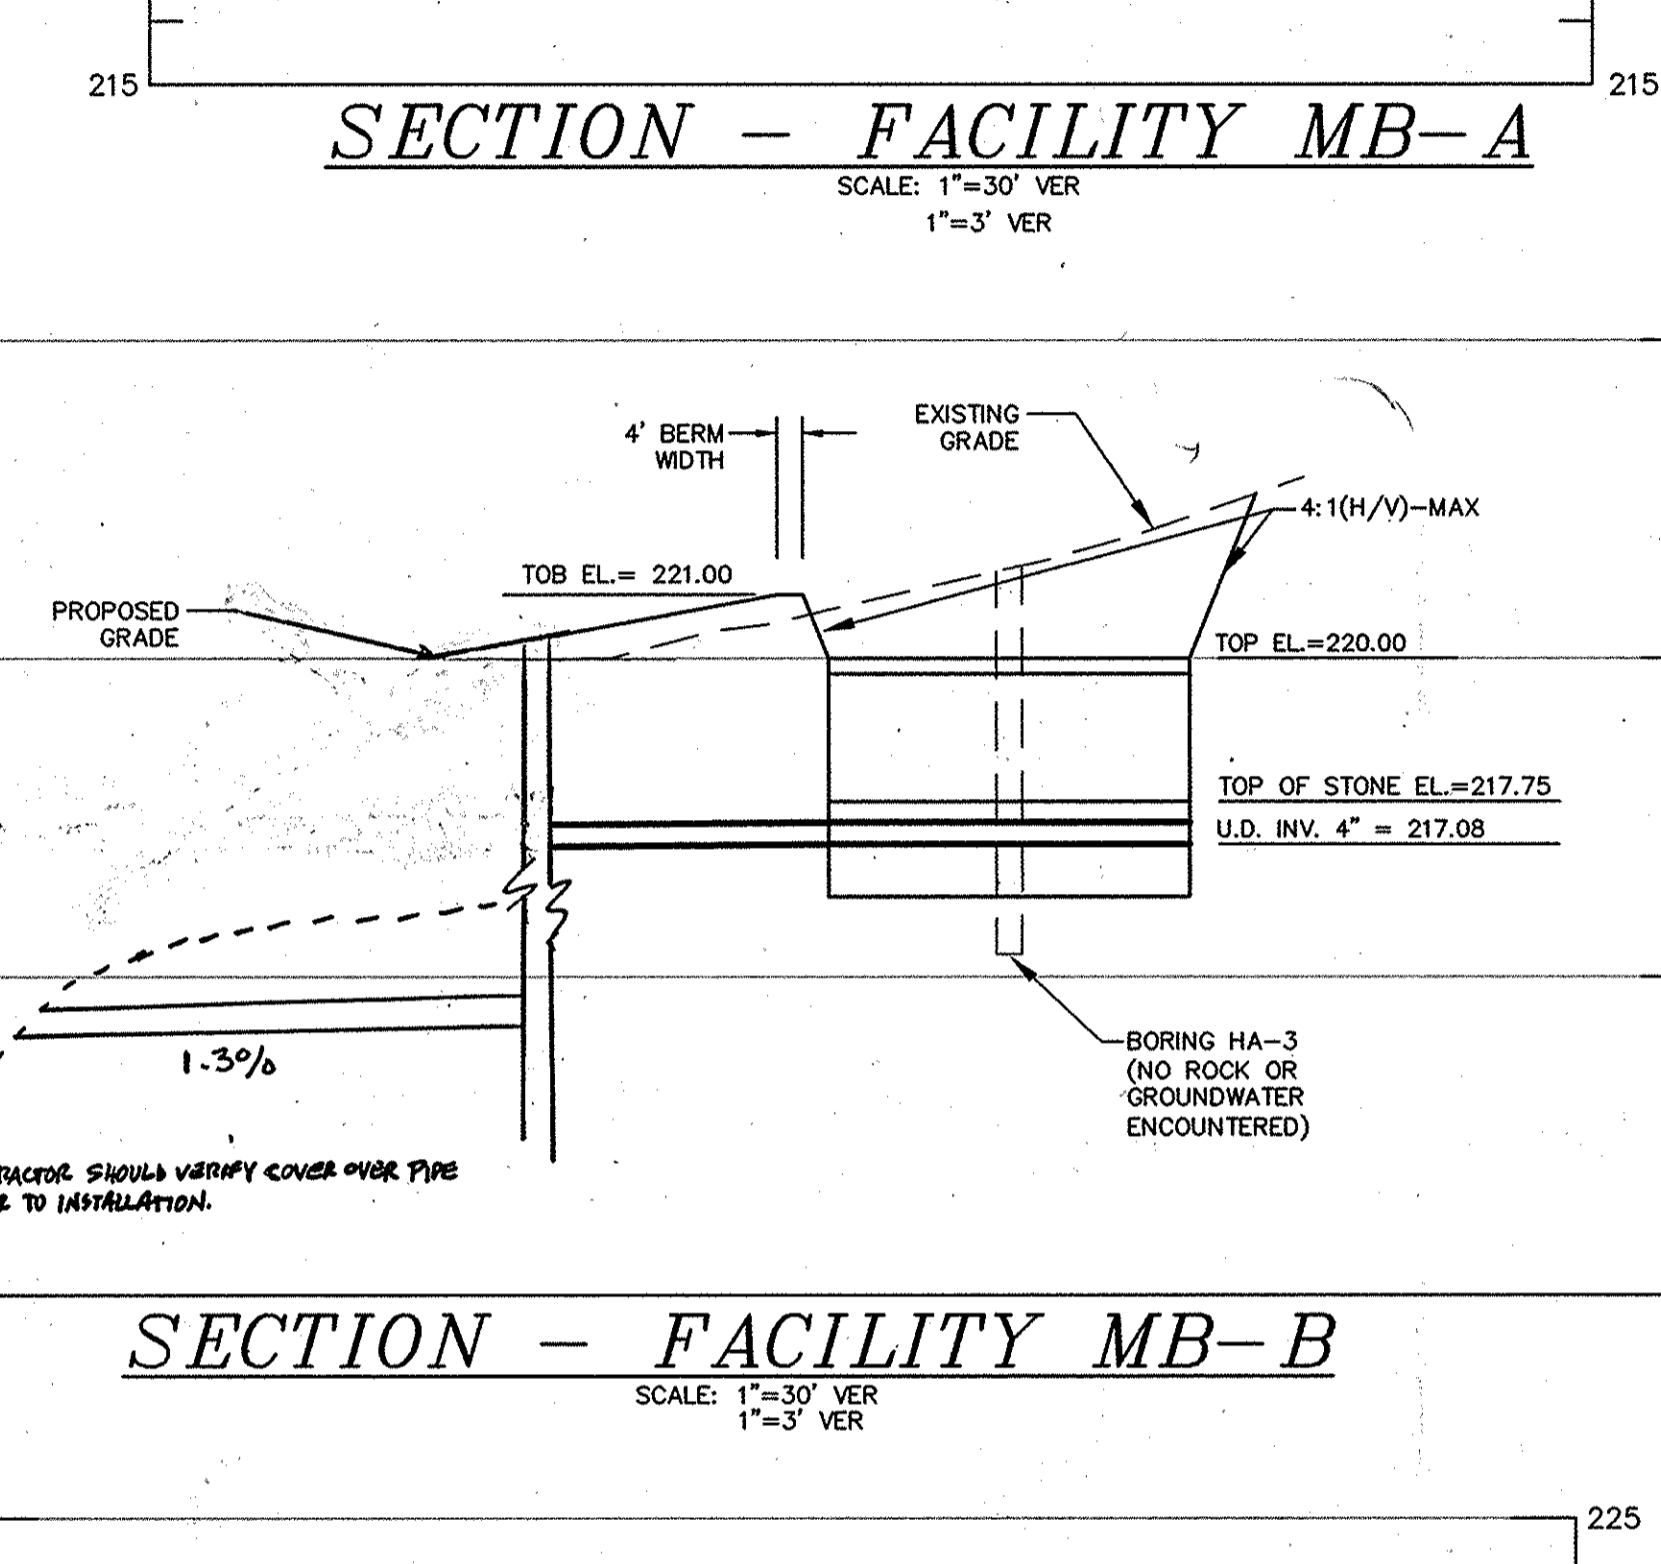 215
215
SECTION - FACILITY MB-A
SCALE: 1"=30' VER
1"=3' VER
4' BERM
WIDTH
EXISTING
GRADE
4:1(H/V)-MAX
TOB EL.= 221.00
PROPOSED
GRADE
TOP EL.=220.00
TOP OF STONE EL.=217.75
U.D. INV. 4" = 217.08
1.3%
BORING HA-3
(NO ROCK OR
GROUNDWATER
ENCOUNTERED)
RACTOR SHOULD VERIFY COVER OVER PIPE
R TO INSTALLATION.
SECTION - FACILITY MB-B
SCALE: 1"=30' VER
1"=3' VER
225